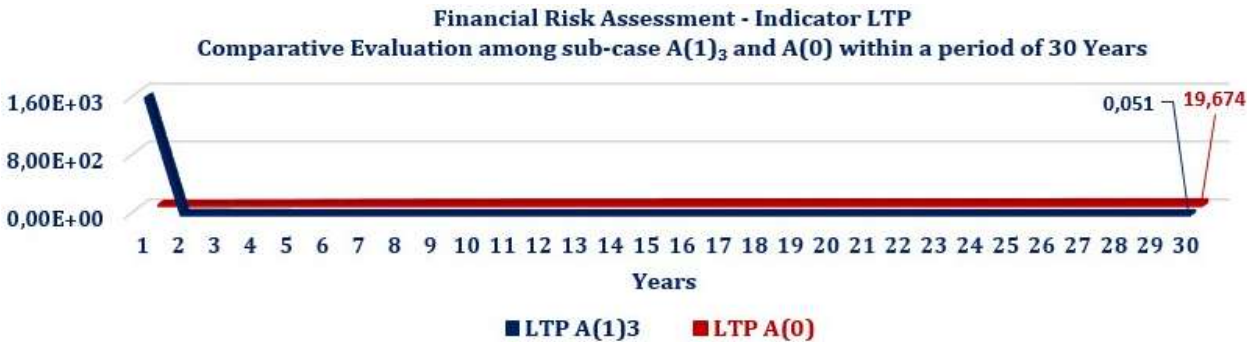 Financial Risk Assessment - Indicator LTP
Comparative Evaluation among sub-case A(1)₃ and A(0) within a period of 30 Years
1,60E+03
0,051
19,674
8,00E+02
0,00E+00
1 2 3 4 5 6 7 8 9 10 11 12 13 14 15 16 17 18 19 20 21 22 23 24 25 26 27 28 29 30
Years
LTP A(1)3 LTP A(0)